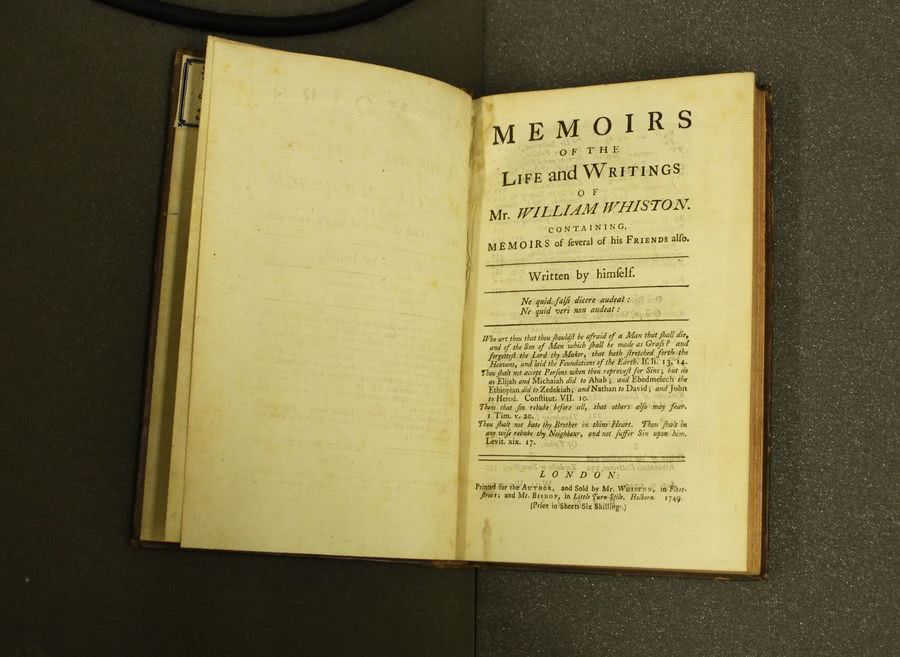 MEMOIRS
OF THE
LIFE and WRITINGS
OF
Mr. WILLIAM WHISTON.
CONTAINING,
MEMOIRS of ſeveral of his FRIENDS alſo.
Written by himſelf.
Ne quid falſi dicere audeat:
Ne quid veri non audeat:
Who art thou that thou ſhouldſt be afraid of a Man that ſhall die,
and of the Son of Man which ſhall be made as Graſs? and
forgetteſt the Lord thy Maker, that hath ſtretched forth the
Heavens, and laid the Foundations of the Earth. Iſ. li. 13, 14.
Thou ſhalt not accept Perſons when thou reproveſt for Sins; but do
as Elijah and Michaiah did to Ahab; and Ebedmelech the
Ethiopian did to Zedekiah; and Nathan to David; and John
to Herod. Conſtitut. VII. 10.
Them that ſin rebuke before all, that others alſo may fear.
1 Tim. v. 20.
Thou ſhalt not hate thy Brother in thine Heart. Thou ſhalt in
any wiſe rebuke thy Neighbour, and not ſuffer Sin upon him.
Levit. xix. 17.
LONDON:
Printed for the AUTHOR, and Sold by Mr. WHISTON, in Fleet-
ſtreet; and Mr. BISHOP, in Little Turn-Stile, Holborn. 1749.
(Price in Sheets Six Shillings.)